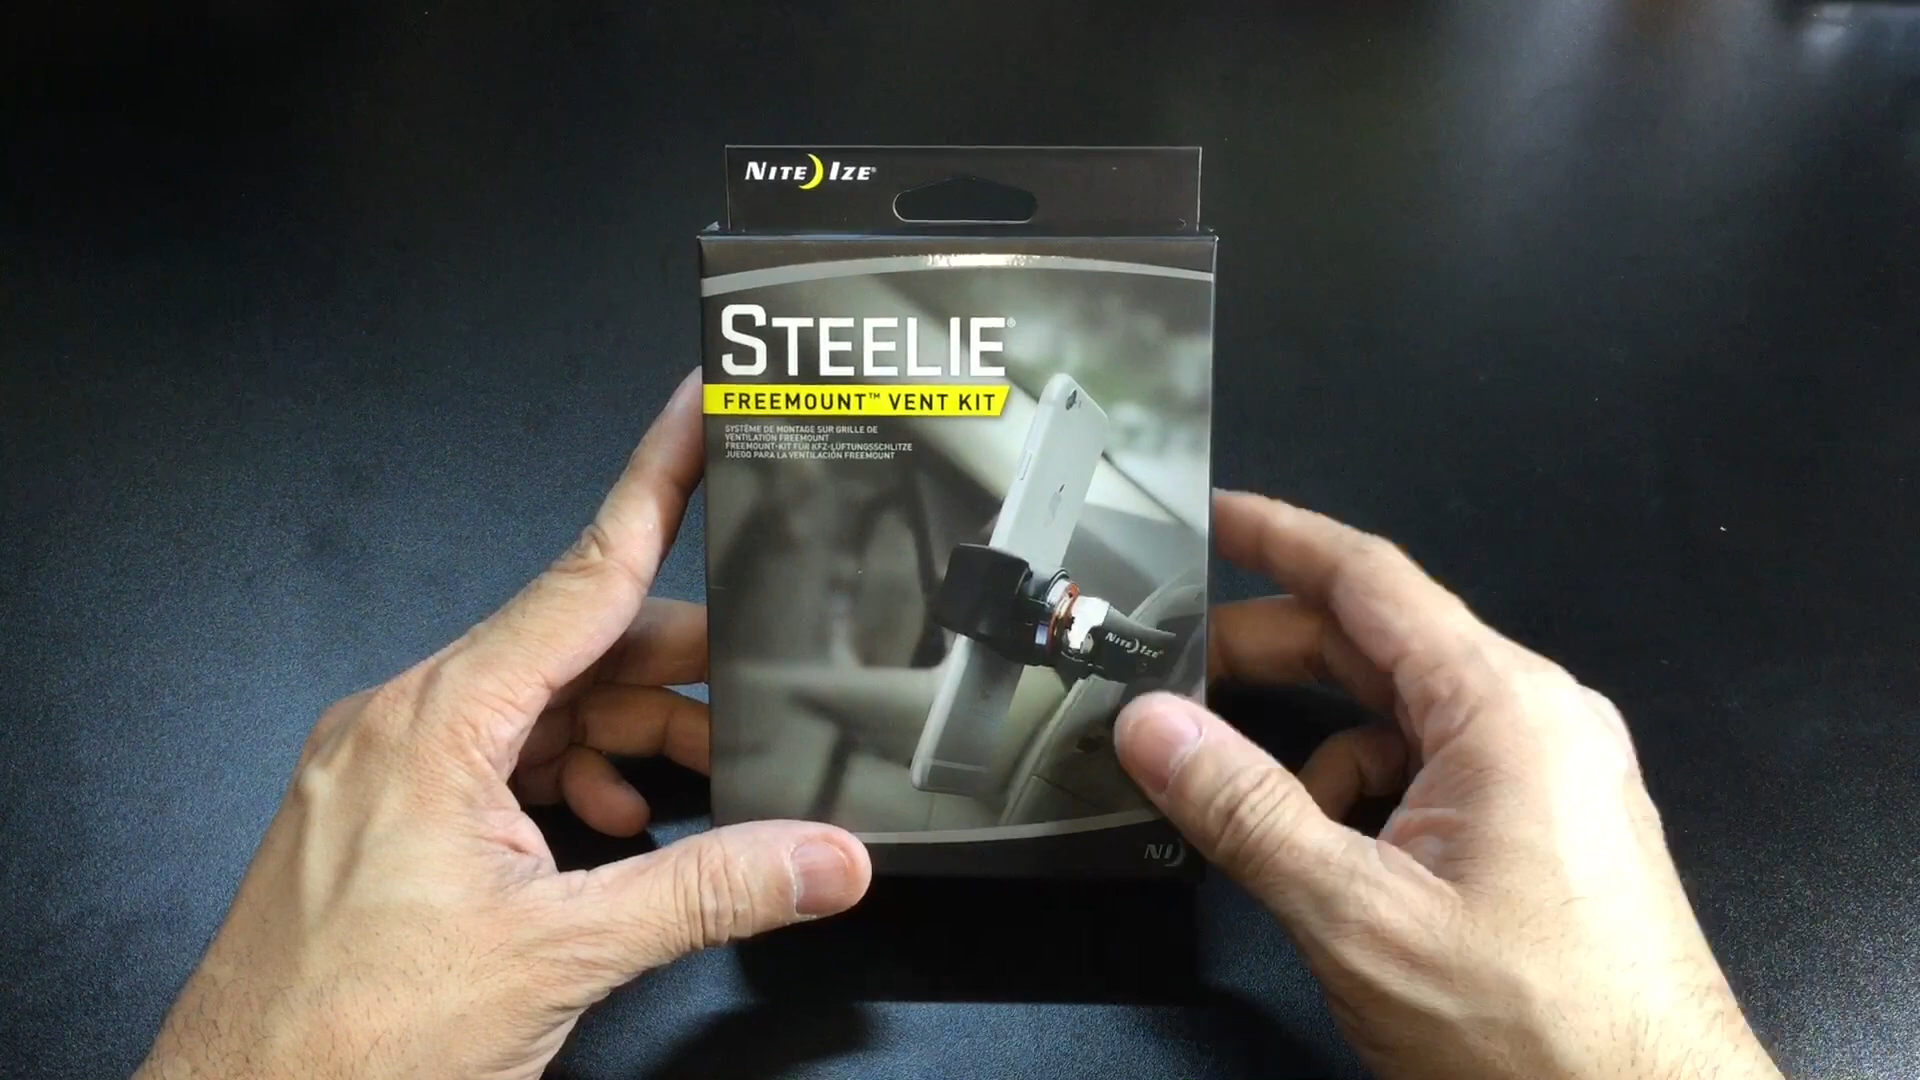 NITE IZE®
STEELIE®
FREEMOUNT™ VENT KIT
SYSTÈME DE MONTAGE SUR GRILLE DE
VENTILATION FREEMOUNT
FREEMOUNT-KIT FÜR KFZ-LÜFTUNGSSCHLITZE
JUEGO PARA LA VENTILACIÓN FREEMOUNT
NITE IZE®
NI